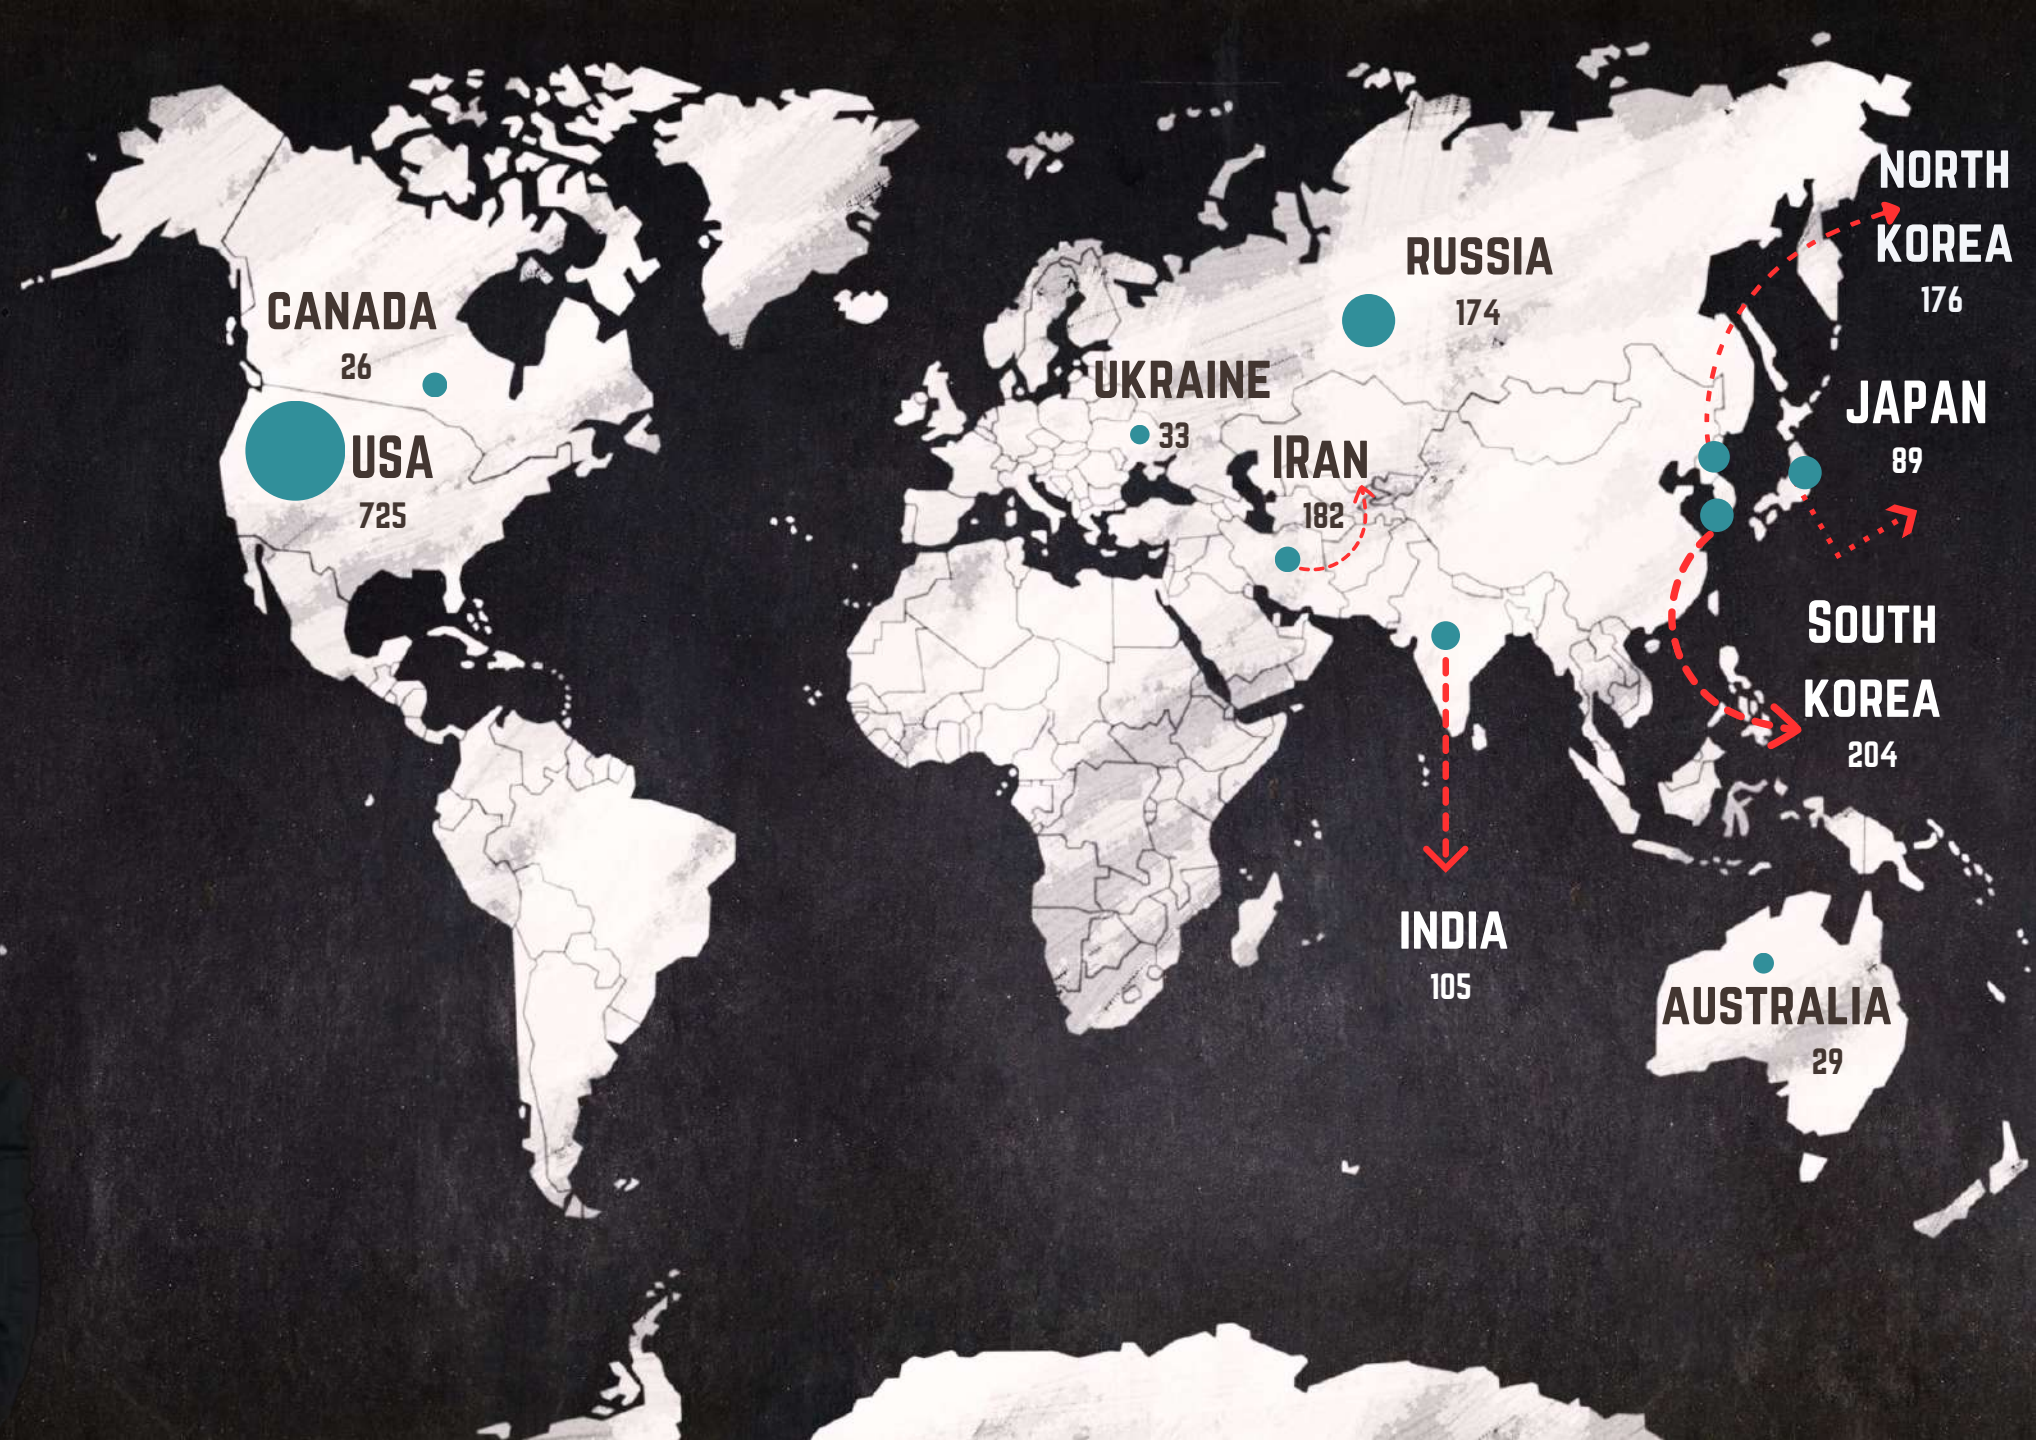 CANADA
26
USA
725
UKRAINE
33
RUSSIA
174
IRAN
182
NORTH
KOREA
176
JAPAN
89
SOUTH
KOREA
204
INDIA
105
AUSTRALIA
29